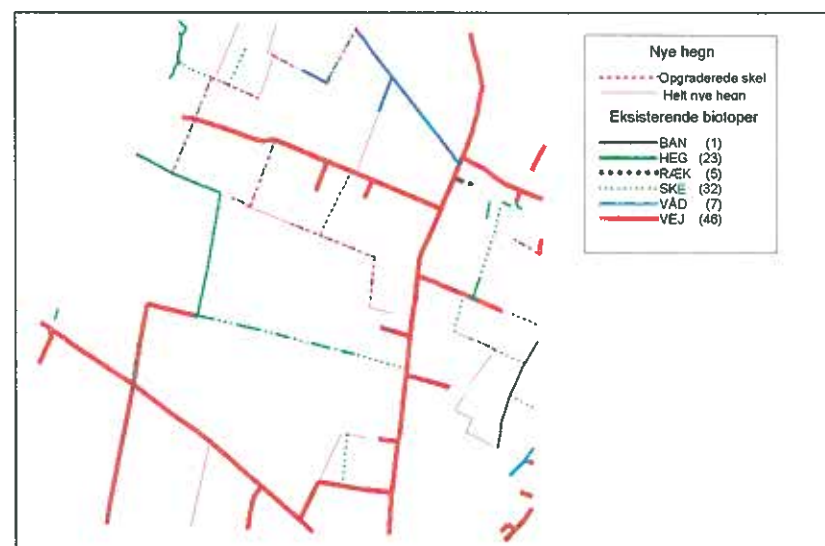 Nye hegn
Opgraderede skel
Helt nye hegn
Eksisterende biotoper
BAN (1)
HEG (23)
RÆK (5)
SKE (32)
VÅD (7)
VEJ (46)